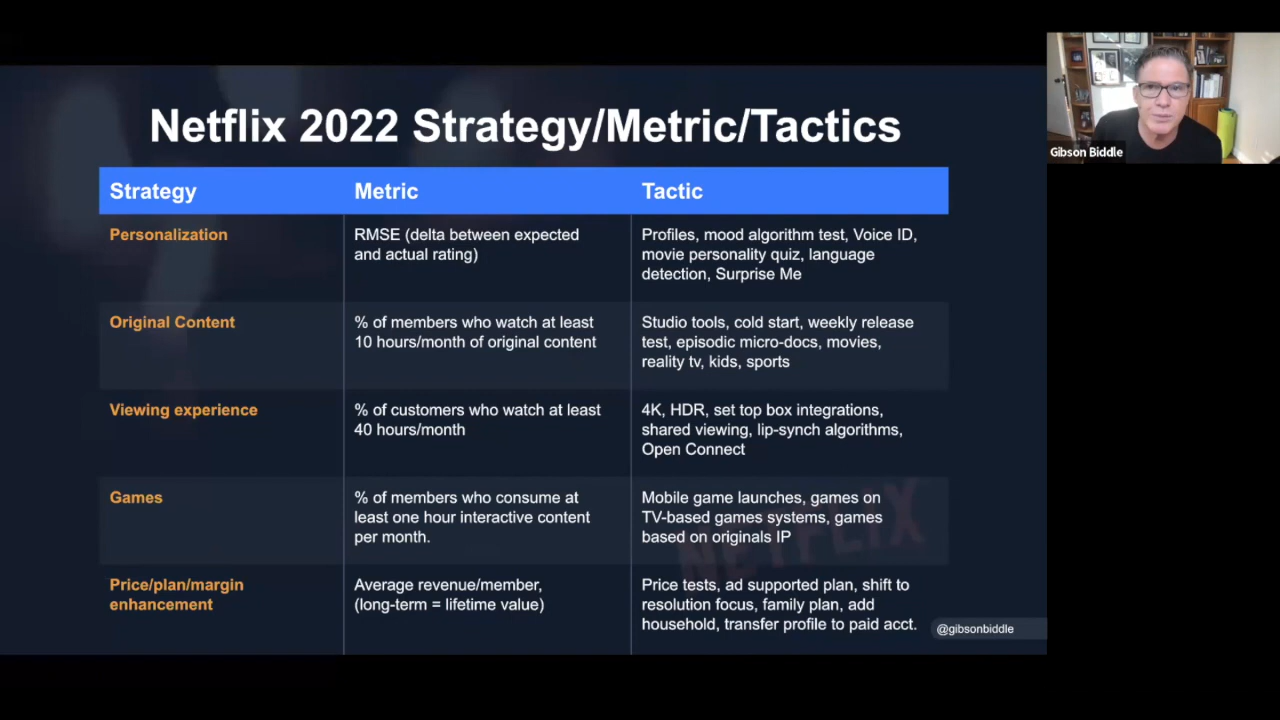 Netflix 2022 Strategy/Metric/Tactics
Strategy
Metric
Tactic
Personalization
RMSE (delta between expected
and actual rating)
Profiles, mood algorithm test, Voice ID,
movie personality quiz, language
detection, Surprise Me
Original Content
% of members who watch at least
10 hours/month of original content
Studio tools, cold start, weekly release
test, episodic micro-docs, movies,
reality tv, kids, sports
Viewing experience
% of customers who watch at least
40 hours/month
4K, HDR, set top box integrations,
shared viewing, lip-synch algorithms,
Open Connect
Games
% of members who consume at
least one hour interactive content
per month.
Mobile game launches, games on
TV-based games systems, games
based on originals IP
NETFLIX
Price/plan/margin
enhancement
Average revenue/member,
(long-term = lifetime value)
Price tests, ad supported plan, shift to
resolution focus, family plan, add
household, transfer profile to paid acct.
@gibsonbiddle
Gibson Biddle